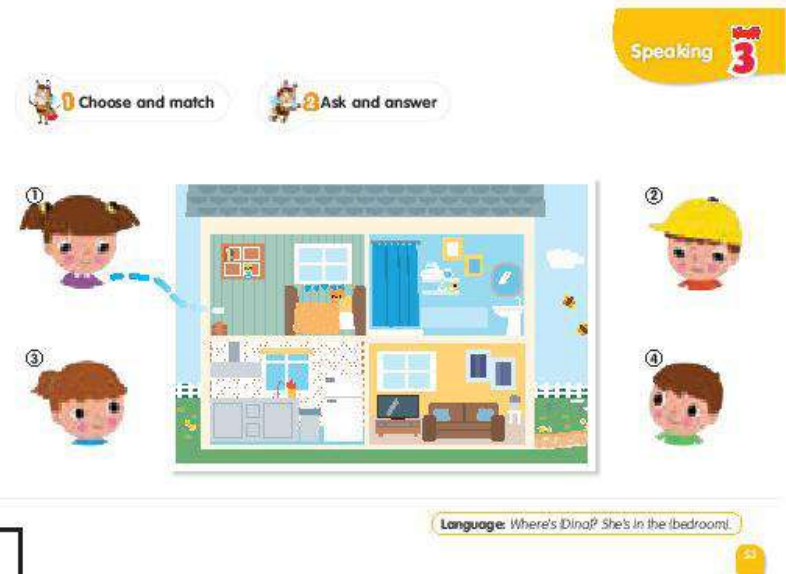 Speaking
3
1 Choose and match
2 Ask and answer
①
②
③
④
Language: Where's (Dina)? She's in the (bedroom).
53